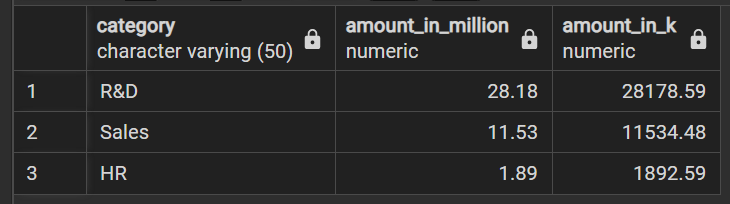 category amount_in_million amount_in_k
character varying (50) numeric numeric
1 R&D 28.18 28178.59
2 Sales 11.53 11534.48
3 HR 1.89 1892.59